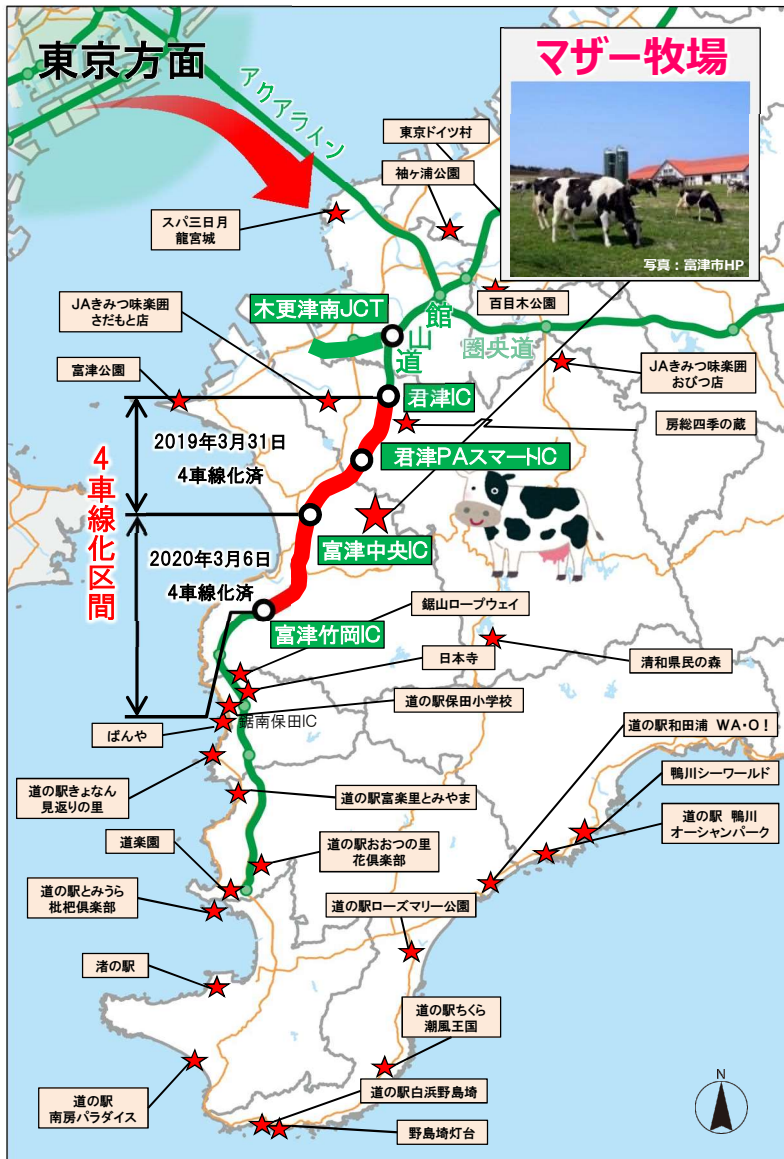 東京方面
アクアライン
マザー牧場
写真：富津市HP
東京ドイツ村
袖ヶ浦公園
スパ三日月
龍宮城
百目木公園
JAきみつ味楽囲
さだもと店
木更津南JCT
館山道
圏央道
JAきみつ味楽囲
おびつ店
富津公園
君津IC
房総四季の蔵
2019年3月31日
4車線化済
君津PAスマートIC
4車線化区間
富津中央IC
2020年3月6日
4車線化済
富津竹岡IC
鋸山ロープウェイ
日本寺
清和県民の森
道の駅保田小学校
鋸南保田IC
ばんや
道の駅和田浦 WA・O！
道の駅きょなん
見返りの里
鴨川シーワールド
道の駅富楽里とみやま
道の駅 鴨川
オーシャンパーク
道楽園
道の駅おおつの里
花倶楽部
道の駅とみうら
枇杷倶楽部
道の駅ローズマリー公園
渚の駅
道の駅ちくら
潮風王国
道の駅
南房パラダイス
道の駅白浜野島埼
野島埼灯台
N